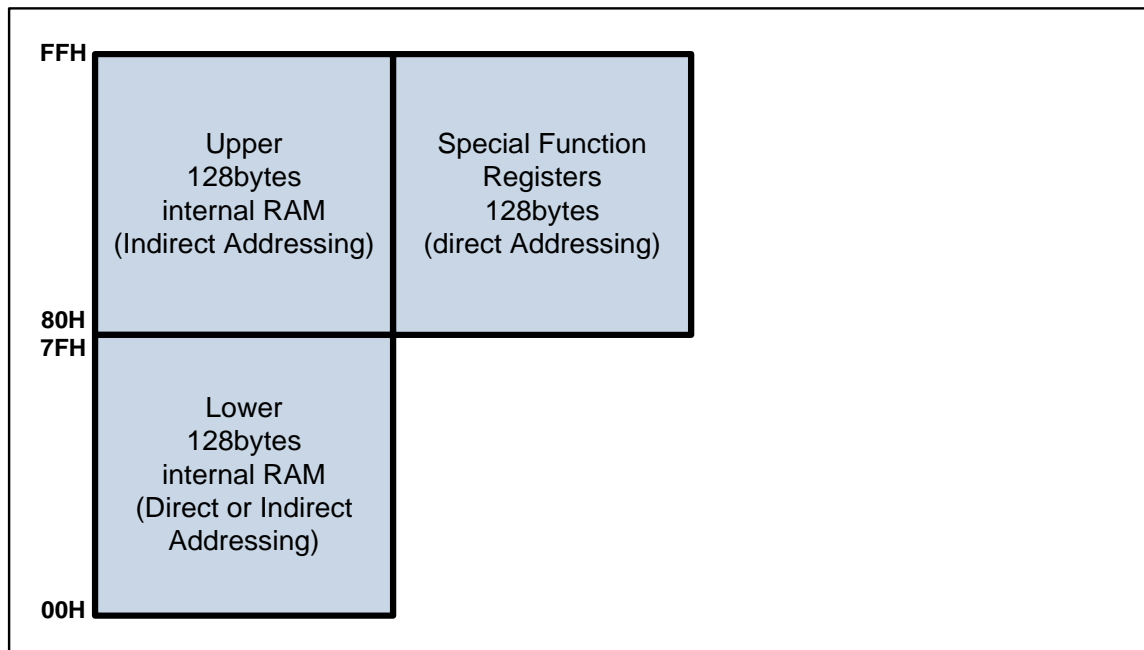 FFH
Upper
128bytes
internal RAM
(Indirect Addressing)
Special Function
Registers
128bytes
(direct Addressing)
80H
7FH
Lower
128bytes
internal RAM
(Direct or Indirect
Addressing)
00H